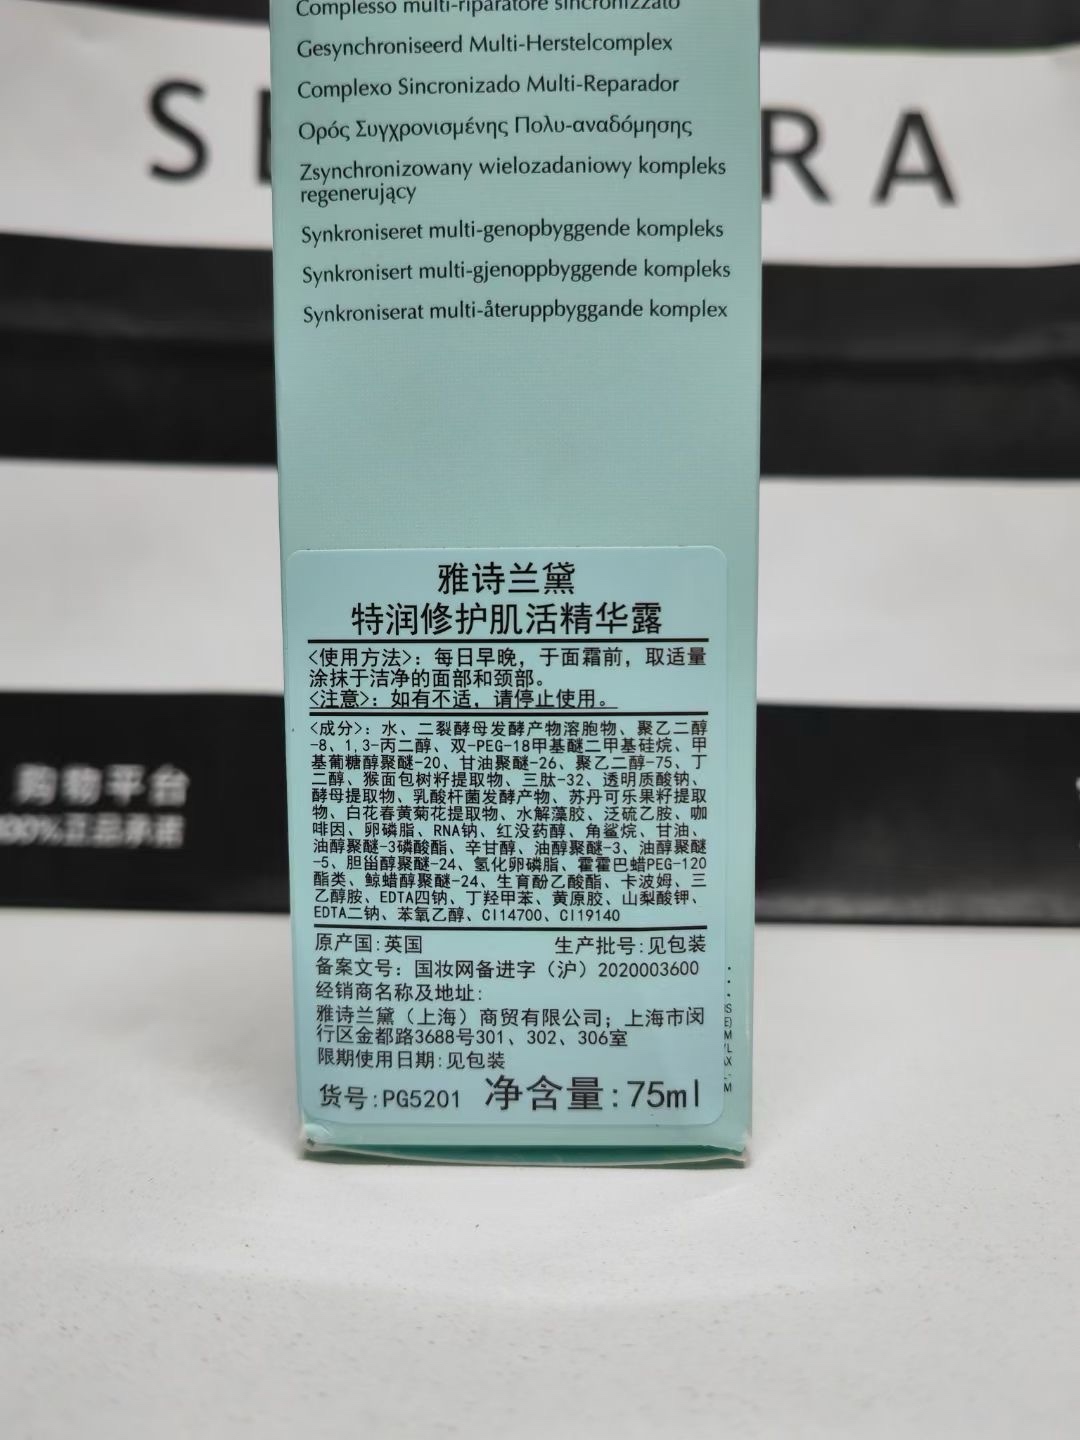 Complesso multi-riparatore sincronizzato
Gesynchroniseerd Multi-Herstelcomplex
Complexo Sincronizado Multi-Reparador
Ορός Συγχρονισμένης Πολυ-αναδόμησης
Zsynchronizowany wielozadaniowy kompleks
regenerujący
Synkroniseret multi-genopbyggende kompleks
Synkronisert multi-gjenoppbyggende kompleks
Synkroniserat multi-återuppbyggande komplex
S
RA
购物平台
100%正品承诺
雅诗兰黛
特润修护肌活精华露
<使用方法>：每日早晚，于面霜前，取适量
涂抹于洁净的面部和颈部。
<注意>：如有不适，请停止使用。
<成分>：水、二裂酵母发酵产物溶胞物、聚乙二醇
-8、1,3-丙二醇、双-PEG-18甲基醚二甲基硅烷、甲
基葡糖醇聚醚-20、甘油聚醚-26、聚乙二醇-75、丁
二醇、猴面包树籽提取物、三肽-32、透明质酸钠、
酵母提取物、乳酸杆菌发酵产物、苏丹可乐果籽提取
物、白花春黄菊花提取物、水解藻胶、泛硫乙胺、咖
啡因、卵磷脂、RNA钠、红没药醇、角鲨烷、甘油、
油醇聚醚-3磷酸酯、辛甘醇、油醇聚醚-3、油醇聚醚
-5、胆甾醇聚醚-24、氢化卵磷脂、霍霍巴蜡PEG-120
酯类、鲸蜡醇聚醚-24、生育酚乙酸酯、卡波姆、三
乙醇胺、EDTA四钠、丁羟甲苯、黄原胶、山梨酸钾、
EDTA二钠、苯氧乙醇、CI14700、CI19140
原产国：英国 生产批号：见包装
备案文号：国妆网备进字（沪）2020003600
经销商名称及地址：
雅诗兰黛（上海）商贸有限公司；上海市闵
行区金都路3688号301、302、306室
限期使用日期：见包装
货号：PG5201 净含量：75ml